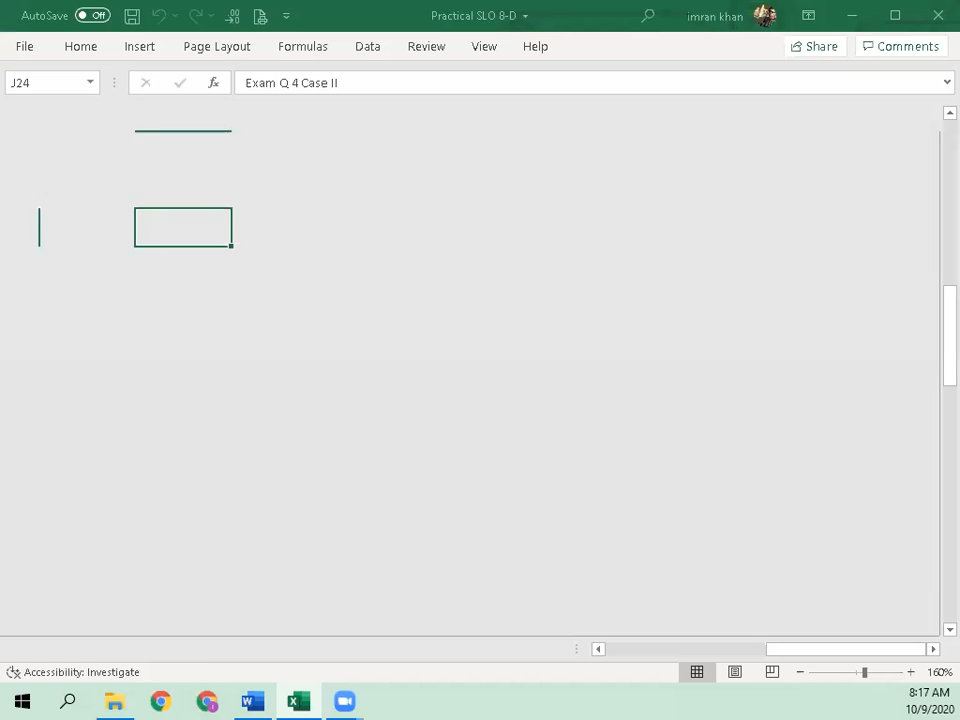 AutoSave Off Practical SLO 8-D imran khan
File Home Insert Page Layout Formulas Data Review View Help Share Comments
J24 fx Exam Q 4 Case II
Accessibility: Investigate 160%
8:17 AM
10/9/2020